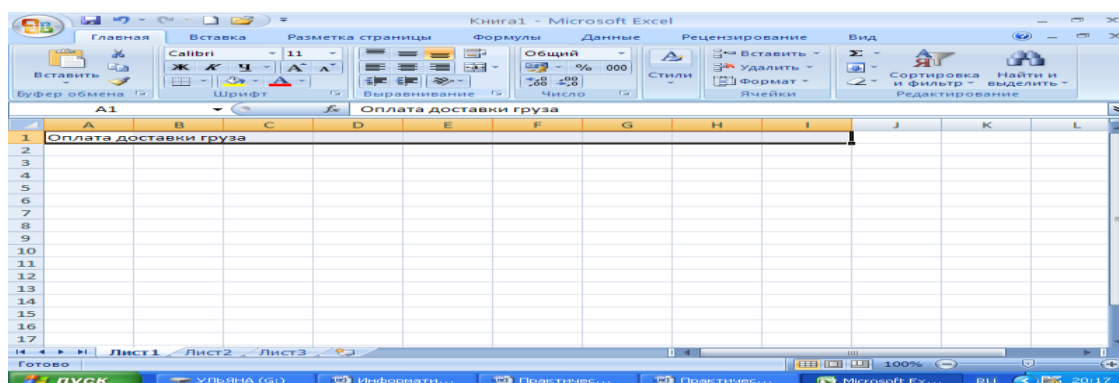 Книга1 - Microsoft Excel
Главная Вставка Разметка страницы Формулы Данные Рецензирование Вид
Вставить
Буфер обмена
Calibri 11
Ж К Ч А А
А
Шрифт
Выравнивание
Общий
% 000
Число
Стили
Вставить
Удалить
Формат
Ячейки
Σ
Сортировка и фильтр
Найти и выделить
Редактирование
A1 fx Оплата доставки груза
A B C D E F G H I J K L
1 Оплата доставки груза
2
3
4
5
6
7
8
9
10
11
12
13
14
15
16
17
Лист1 Лист2 Лист3
Готово 100%
пуск УЛЬЯНА (G:) Информати... Практичес... Практичес... Microsoft Ex... RU